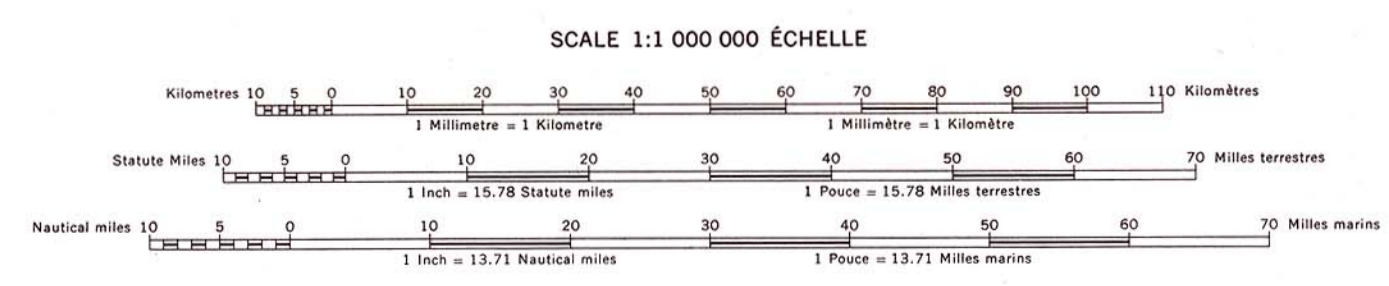 SCALE 1:1 000 000 ÉCHELLE
Kilometres 10 5 0 10 20 30 40 50 60 70 80 90 100 110 Kilomètres
1 Millimetre = 1 Kilometre 1 Millimètre = 1 Kilomètre
Statute Miles 10 5 0 10 20 30 40 50 60 70 Milles terrestres
1 Inch = 15.78 Statute miles 1 Pouce = 15.78 Milles terrestres
Nautical miles 10 5 0 10 20 30 40 50 60 70 Milles marins
1 Inch = 13.71 Nautical miles 1 Pouce = 13.71 Milles marins